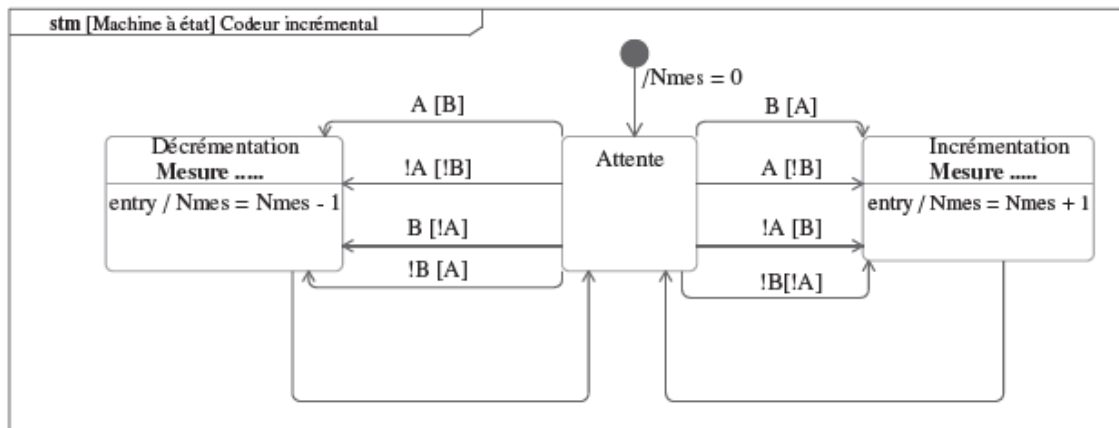 stm [Machine à état] Codeur incrémental
/Nmes = 0
A [B]
B [A]
Décrémentation
Mesure .....
entry / Nmes = Nmes - 1
!A [!B]
B [!A]
!B [A]
Attente
A [!B]
!A [B]
!B[!A]
Incrémentation
Mesure .....
entry / Nmes = Nmes + 1